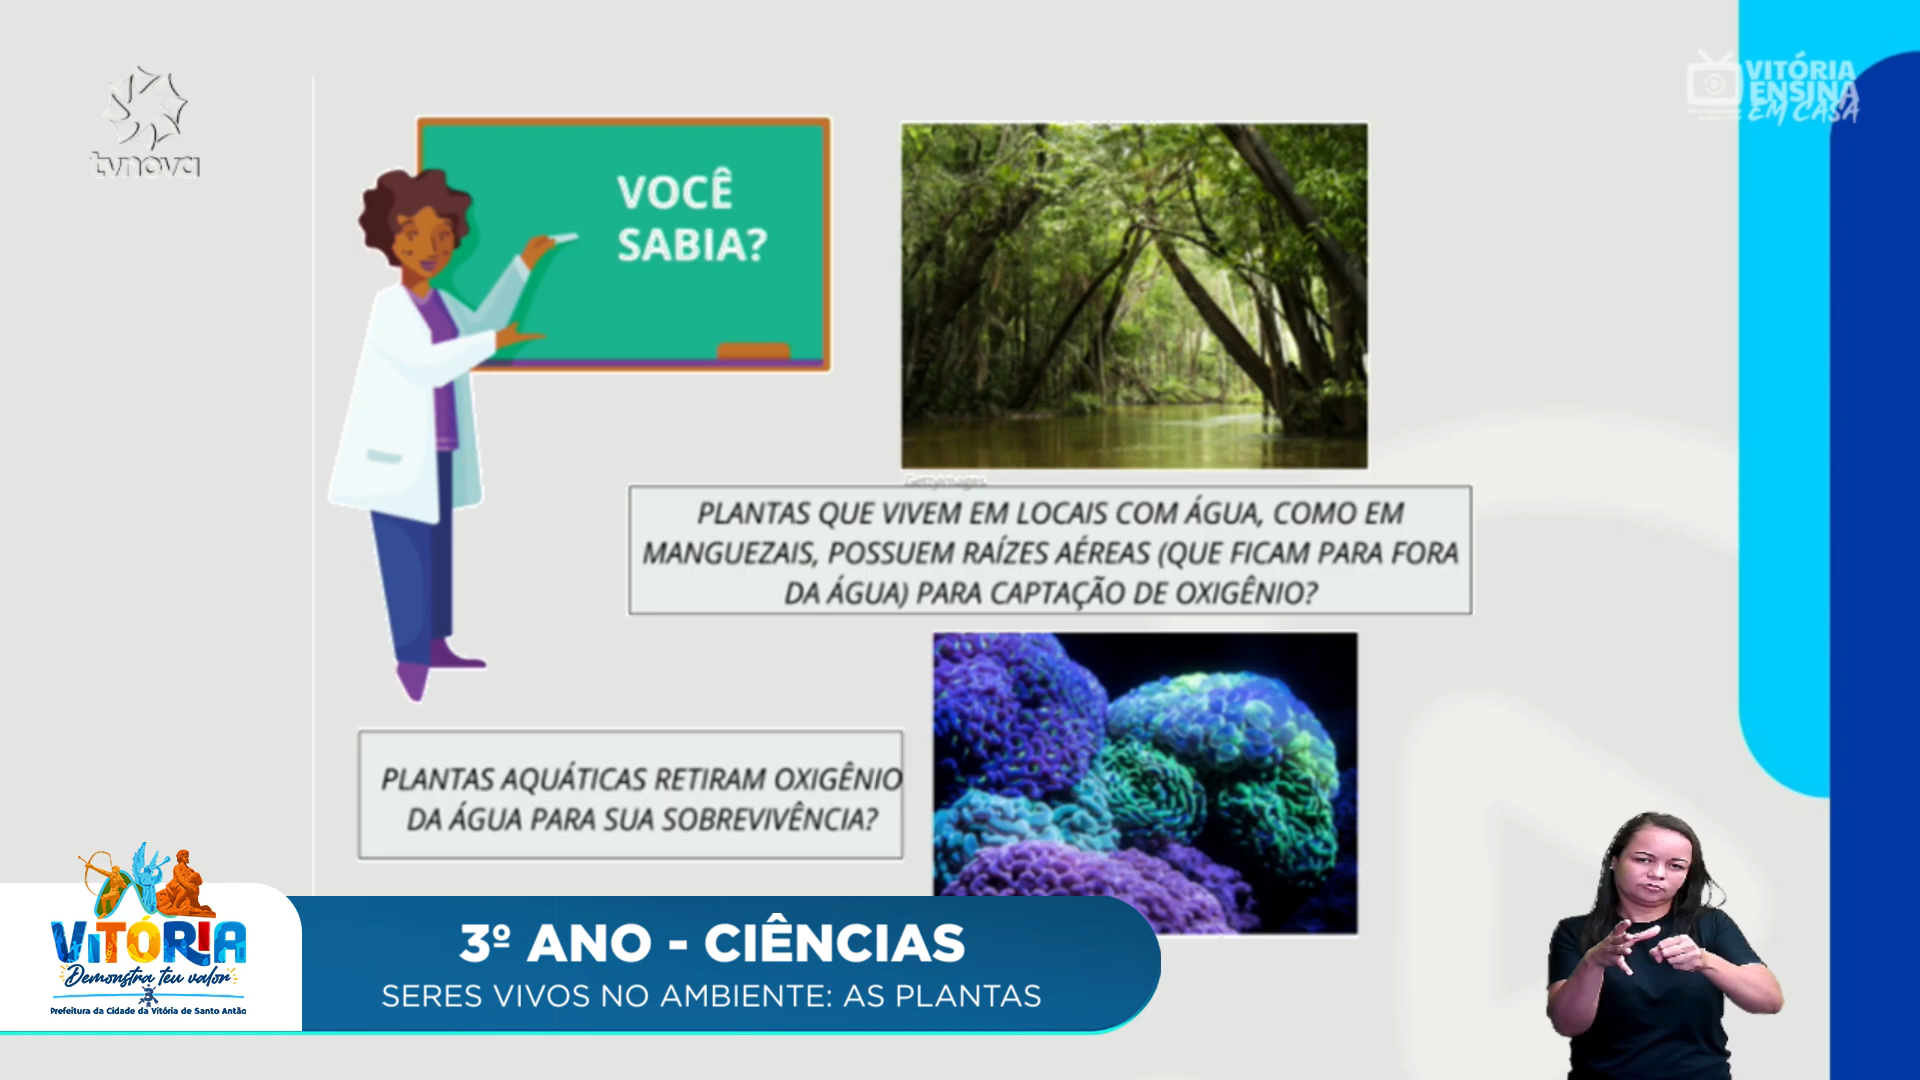 tvnova
VITÓRIA
ENSINA
EM CASA
VOCÊ
SABIA?
GettyImages
PLANTAS QUE VIVEM EM LOCAIS COM ÁGUA, COMO EM
MANGUEZAIS, POSSUEM RAÍZES AÉREAS (QUE FICAM PARA FORA
DA ÁGUA) PARA CAPTAÇÃO DE OXIGÊNIO?
PLANTAS AQUÁTICAS RETIRAM OXIGÊNIO
DA ÁGUA PARA SUA SOBREVIVÊNCIA?
VITÓRIA
Demonstra teu valor
Prefeitura da Cidade da Vitória de Santo Antão
3º ANO - CIÊNCIAS
SERES VIVOS NO AMBIENTE: AS PLANTAS